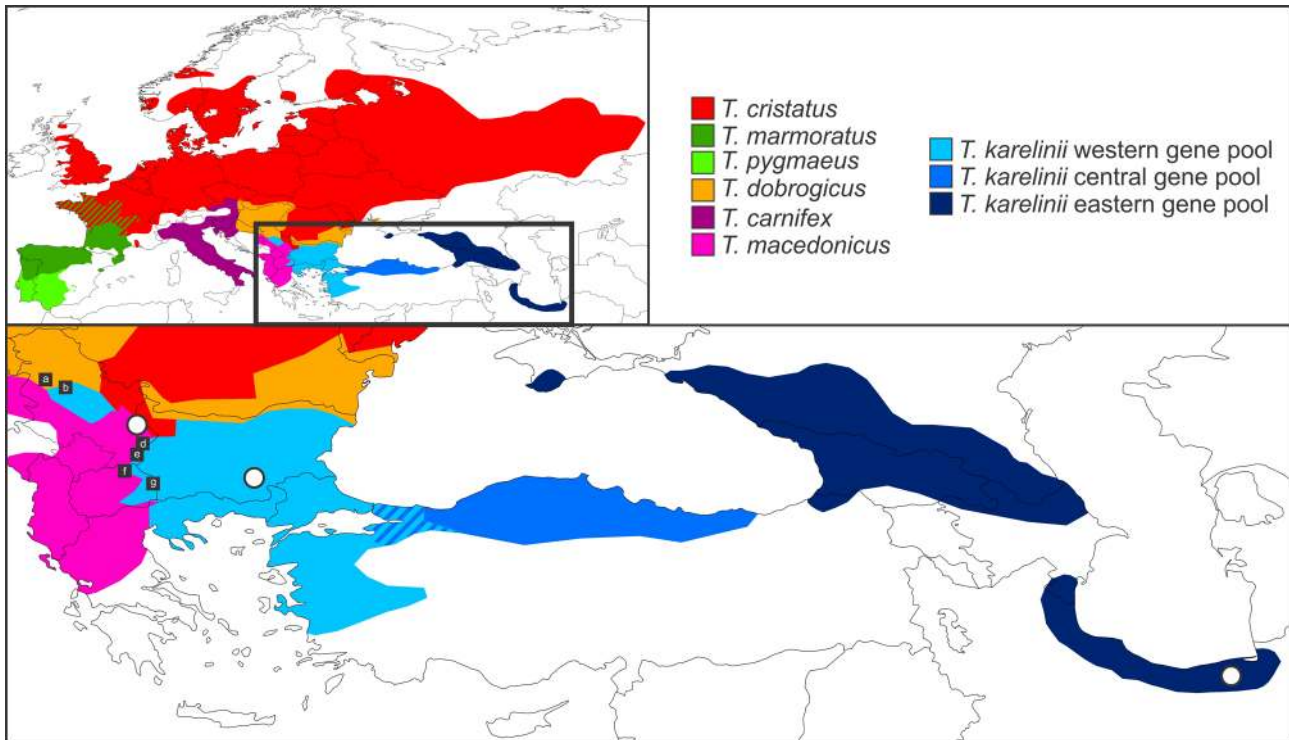 T. cristatus
T. marmoratus
T. pygmaeus
T. dobrogicus
T. carnifex
T. macedonicus
T. karelinii western gene pool
T. karelinii central gene pool
T. karelinii eastern gene pool
a
b
d
e
f
g